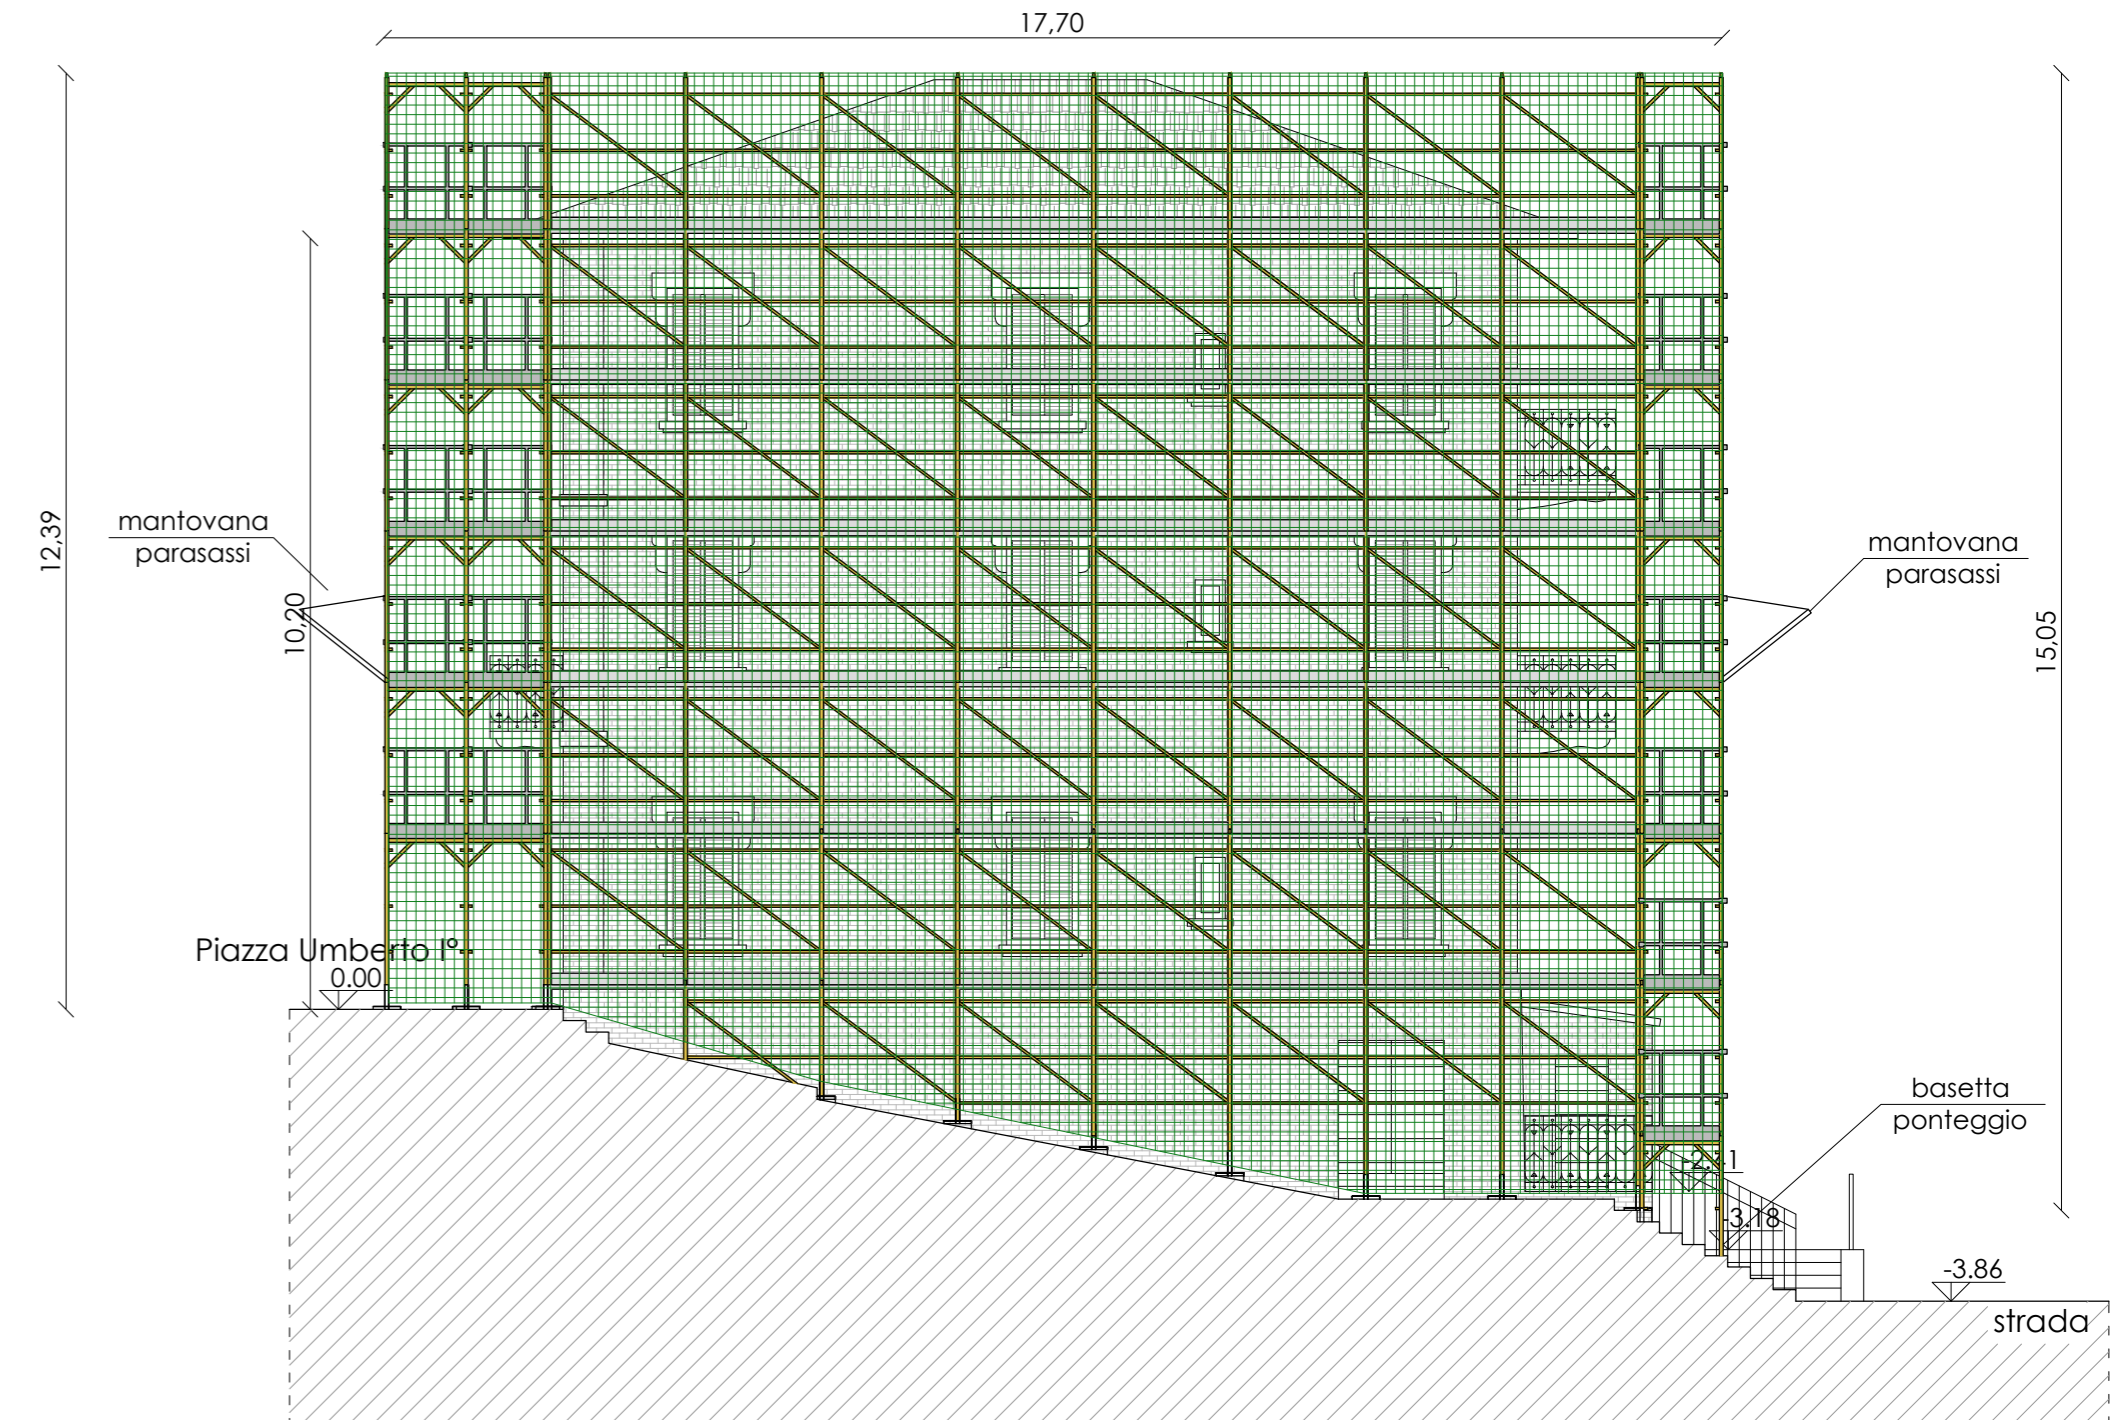 17,70
12,39
mantovana
parasassi
10,20
mantovana
parasassi
15,05
Piazza Umberto I°
0.00
basetta
ponteggio
-3.18
-3.86
strada